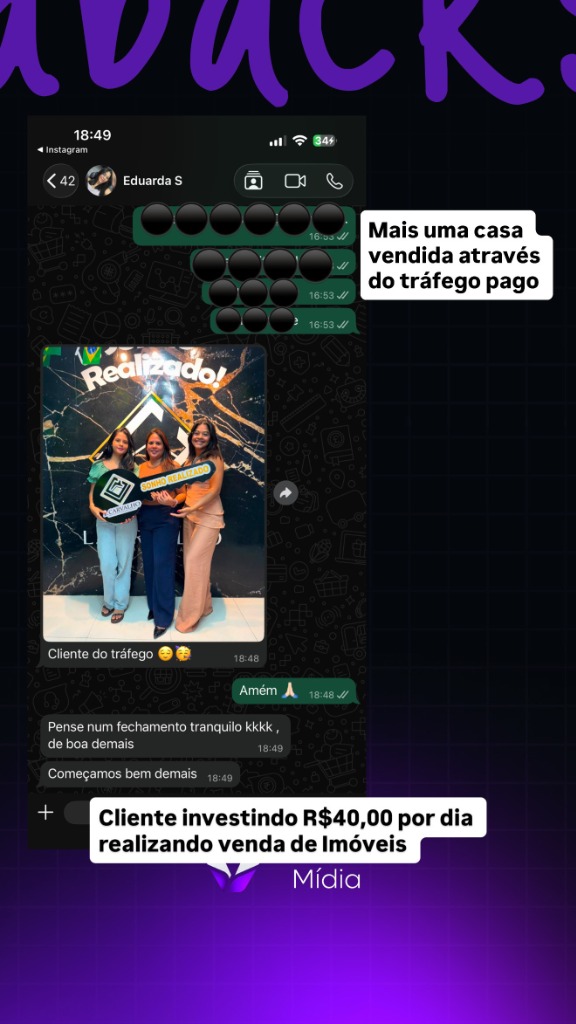 18:49
34
◄ Instagram
42
Eduarda S
16:53
16:53
16:53
16:53
Mais uma casa
vendida através
do tráfego pago
Realizado!
SONHO REALIZADO
CARVALHO
Cliente do tráfego 😌🥳
18:48
Amém 🙏🏻
18:48
Pense num fechamento tranquilo kkkk ,
de boa demais
18:49
Começamos bem demais
18:49
Cliente investindo R$40,00 por dia
realizando venda de Imóveis
Mídia